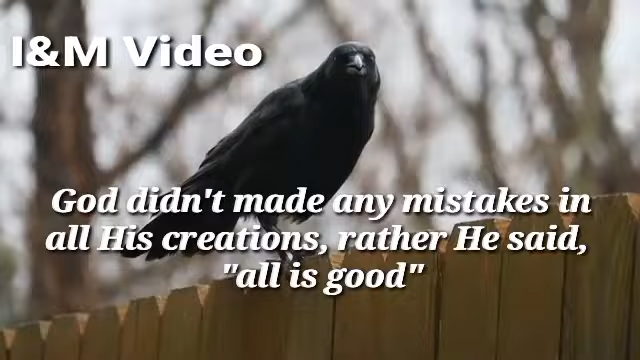 I&M Video
God didn't made any mistakes in
all His creations, rather He said,
"all is good"